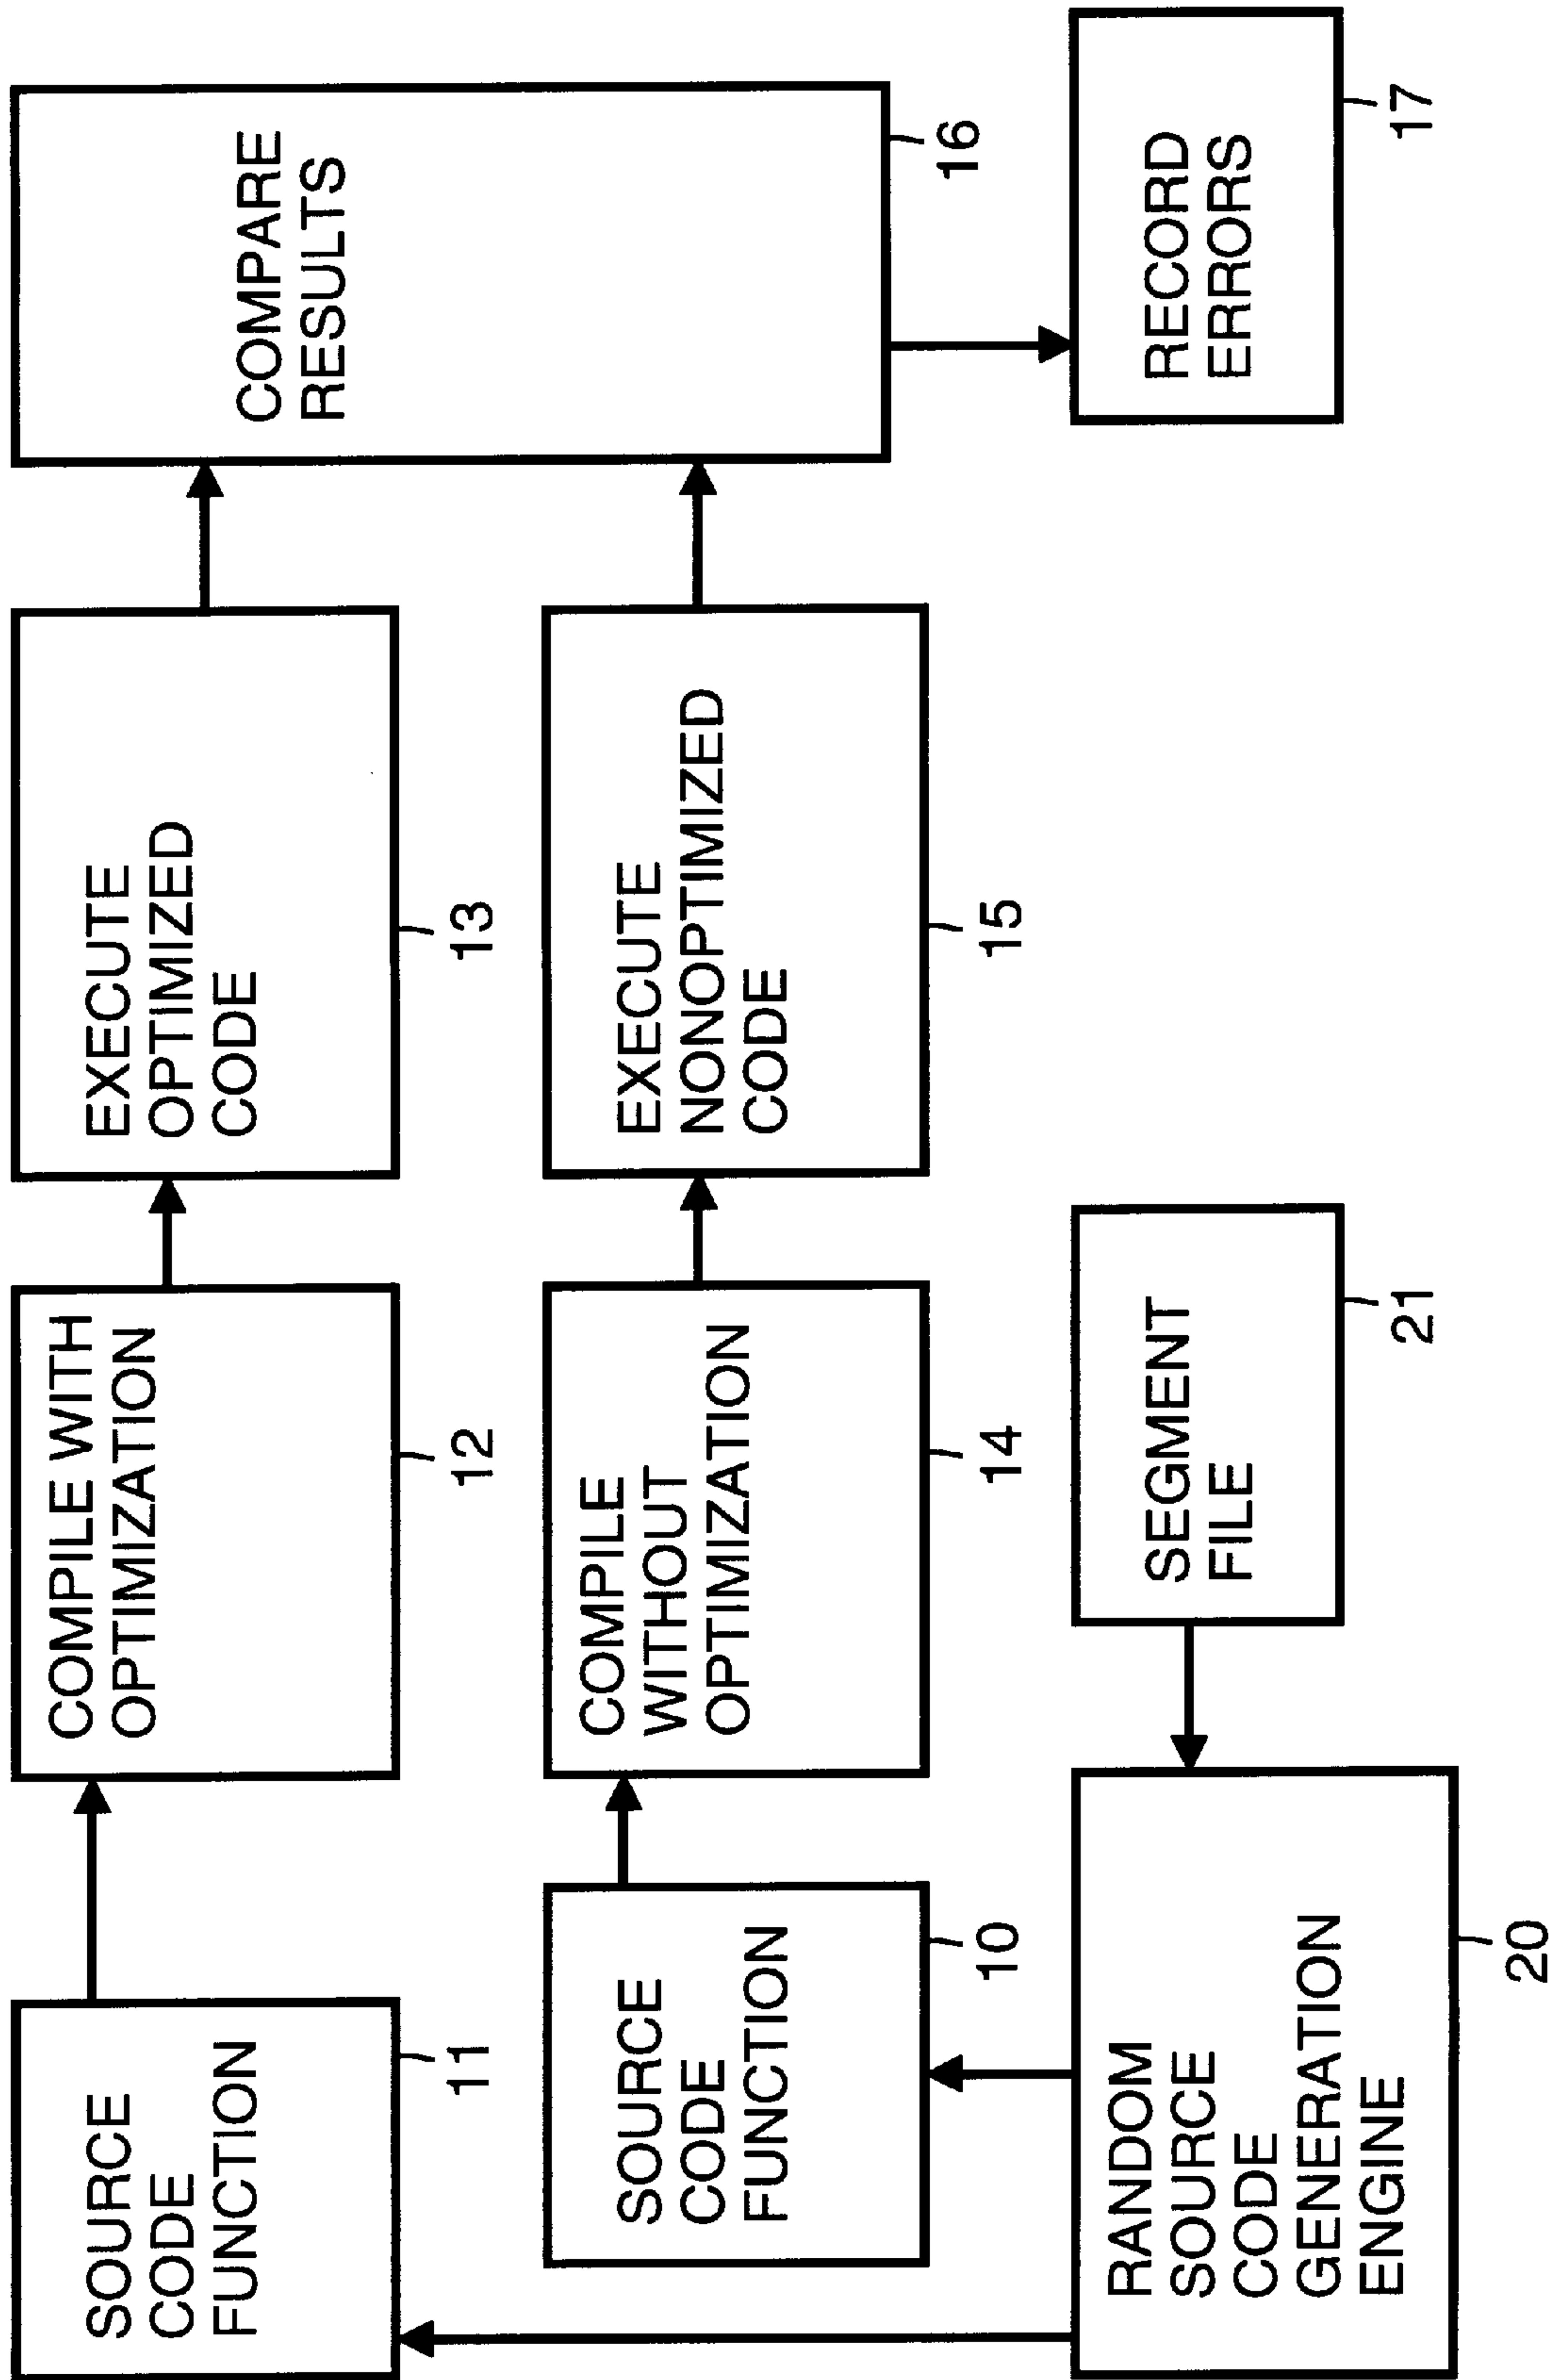 SOURCE
CODE
FUNCTION
11
COMPILE WITH
OPTIMIZATION
12
EXECUTE
OPTIMIZED
CODE
13
COMPARE
RESULTS
16
SOURCE
CODE
FUNCTION
10
COMPILE
WITHOUT
OPTIMIZATION
14
EXECUTE
NONOPTIMIZED
CODE
15
RANDOM
SOURCE
CODE
GENERATION
ENGINE
20
SEGMENT
FILE
21
RECORD
ERRORS
17